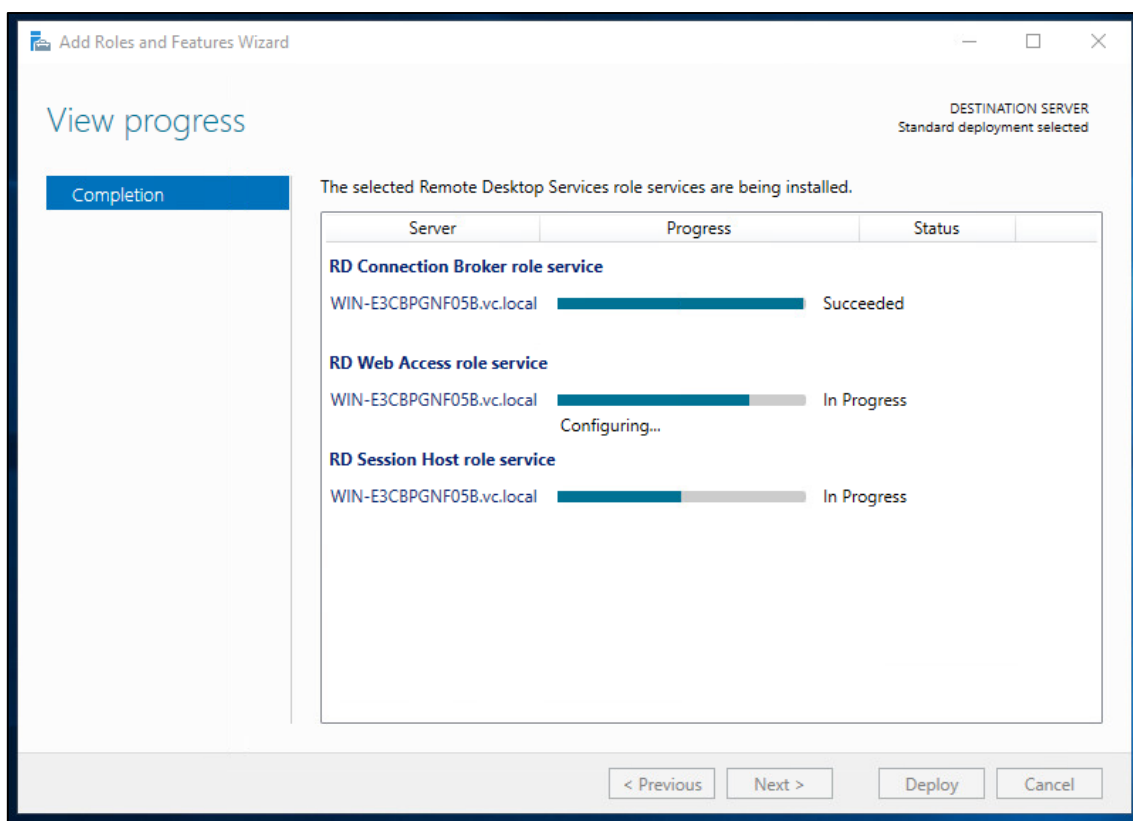 Add Roles and Features Wizard
View progress
DESTINATION SERVER
Standard deployment selected
Completion
The selected Remote Desktop Services role services are being installed.
Server Progress Status
RD Connection Broker role service
WIN-E3CBPGNF05B.vc.local Succeeded
RD Web Access role service
WIN-E3CBPGNF05B.vc.local In Progress
Configuring...
RD Session Host role service
WIN-E3CBPGNF05B.vc.local In Progress
< Previous Next > Deploy Cancel